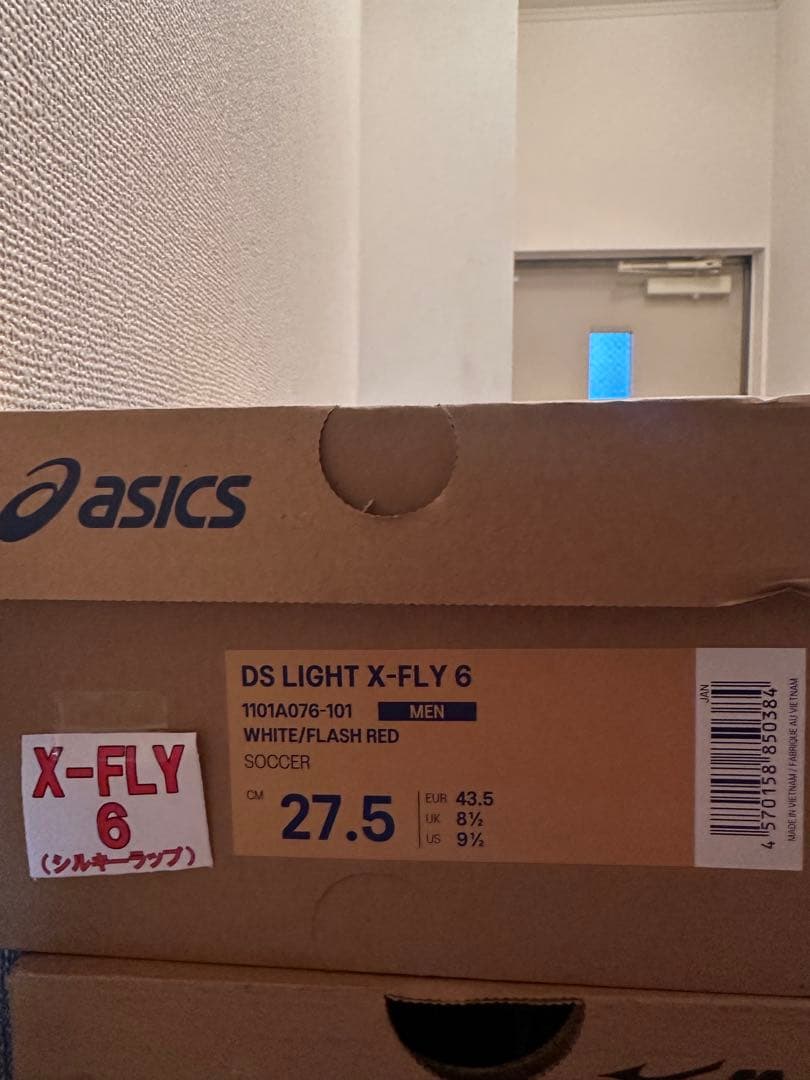 asics
DS LIGHT X-FLY 6
1101A076-101 MEN
WHITE/FLASH RED
SOCCER
CM 27.5
EUR 43.5
UK 8½
US 9½
JAN
4 570158 850384
MADE IN VIETNAM / FABRIQUE AU VIETNAM
X-FLY
6
(シルキーラップ)